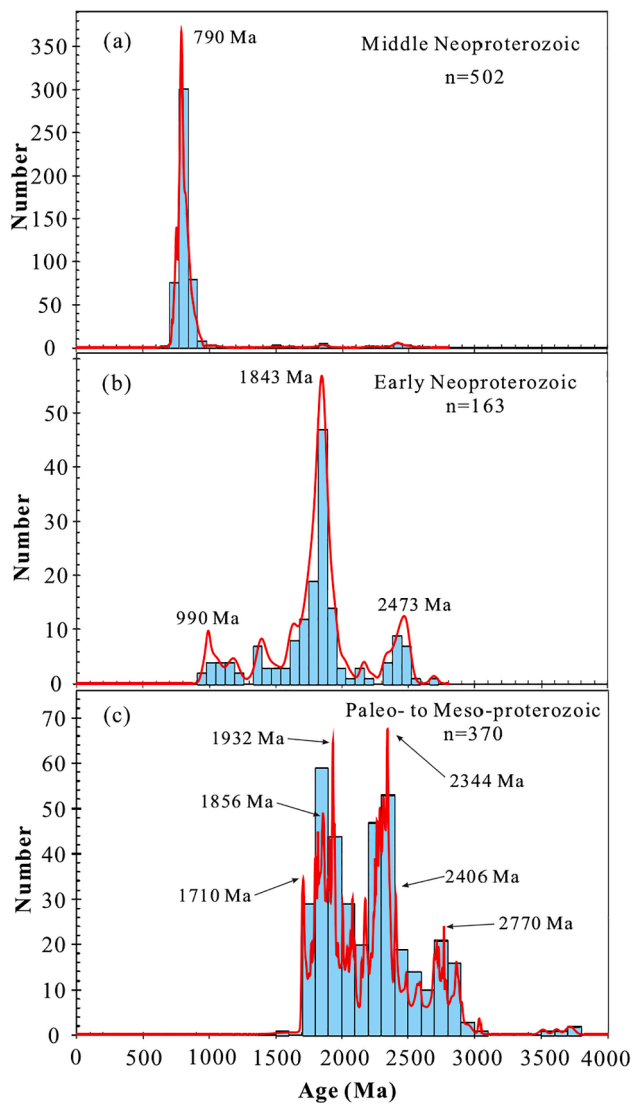 (a)
790 Ma
Middle Neoproterozoic
n=502
350
300
250
200
150
100
50
0
Number
(b)
1843 Ma
Early Neoproterozoic
n=163
990 Ma
2473 Ma
50
40
30
20
10
0
Number
(c)
Paleo- to Meso-proterozoic
n=370
1932 Ma
2344 Ma
1856 Ma
1710 Ma
2406 Ma
2770 Ma
70
60
50
40
30
20
10
0
Number
0 500 1000 1500 2000 2500 3000 3500 4000
Age (Ma)